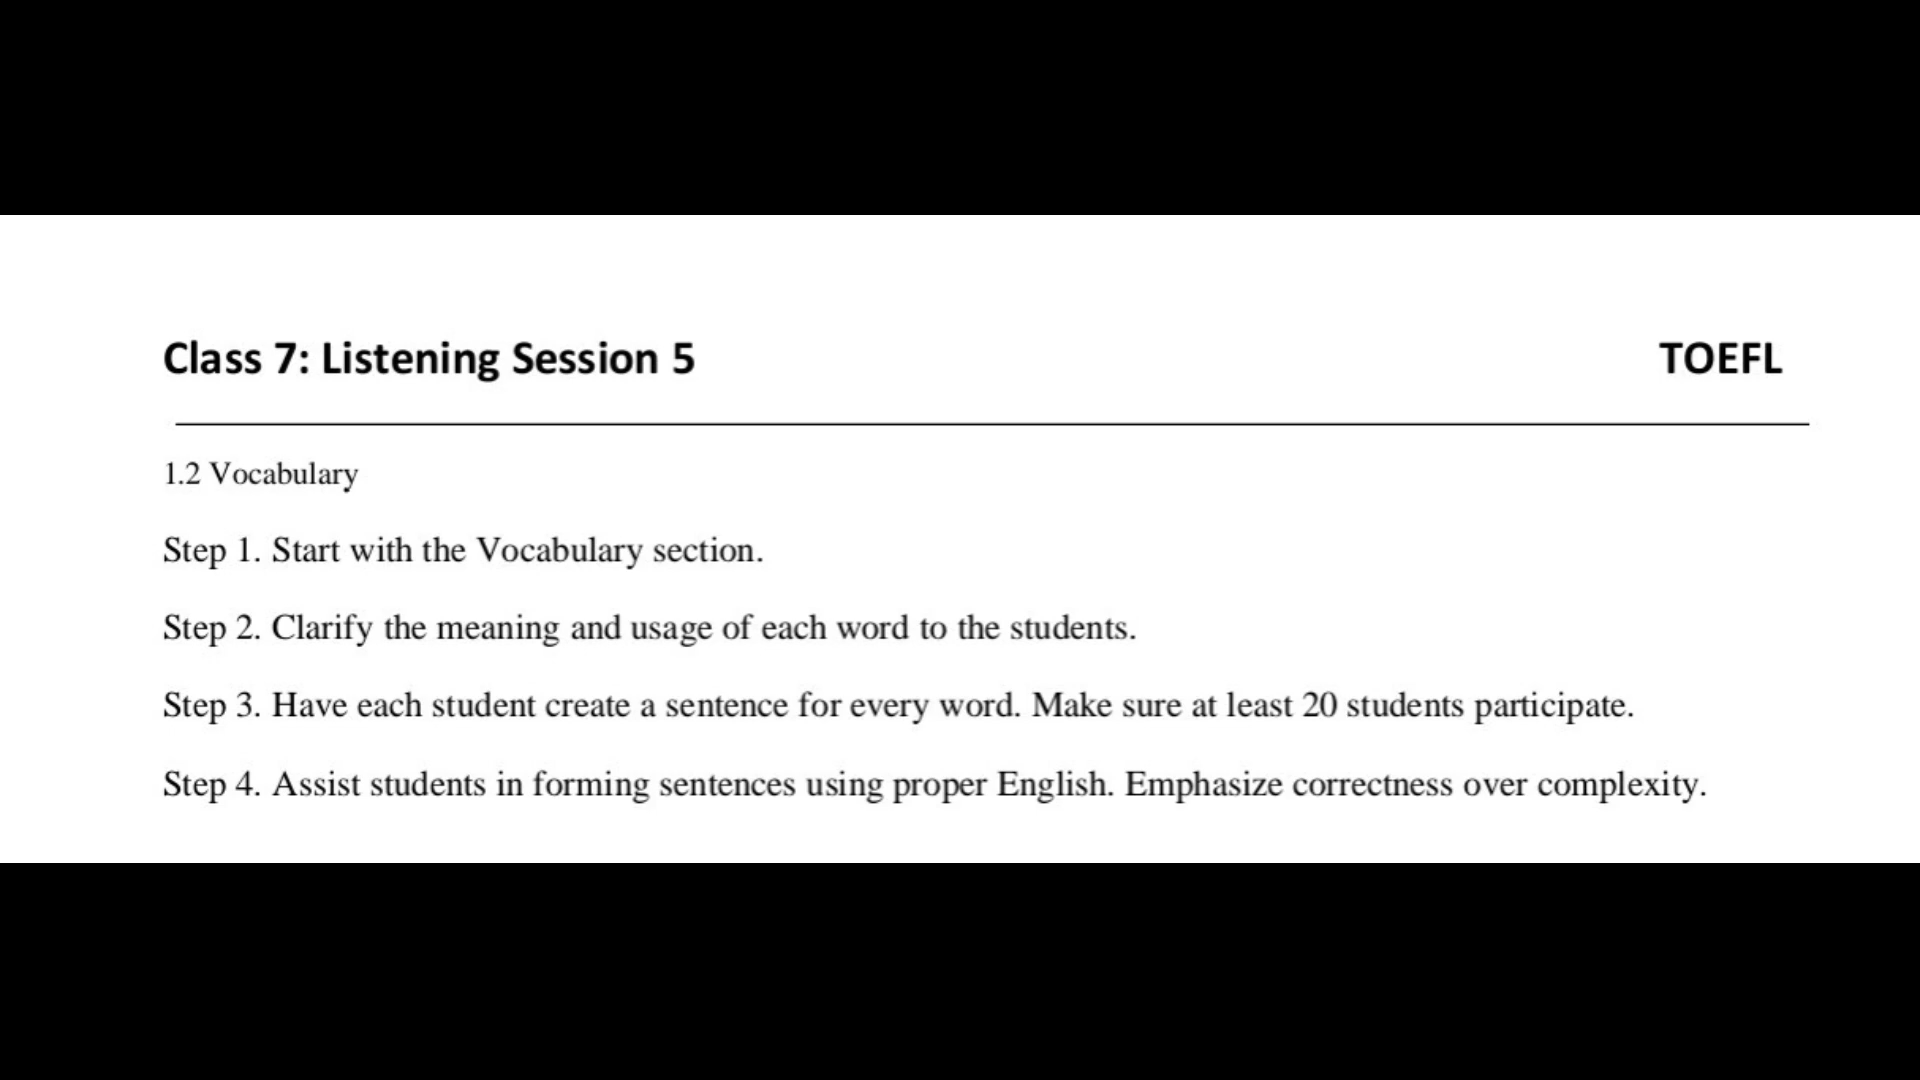 Class 7: Listening Session 5 TOEFL
1.2 Vocabulary
Step 1. Start with the Vocabulary section.
Step 2. Clarify the meaning and usage of each word to the students.
Step 3. Have each student create a sentence for every word. Make sure at least 20 students participate.
Step 4. Assist students in forming sentences using proper English. Emphasize correctness over complexity.